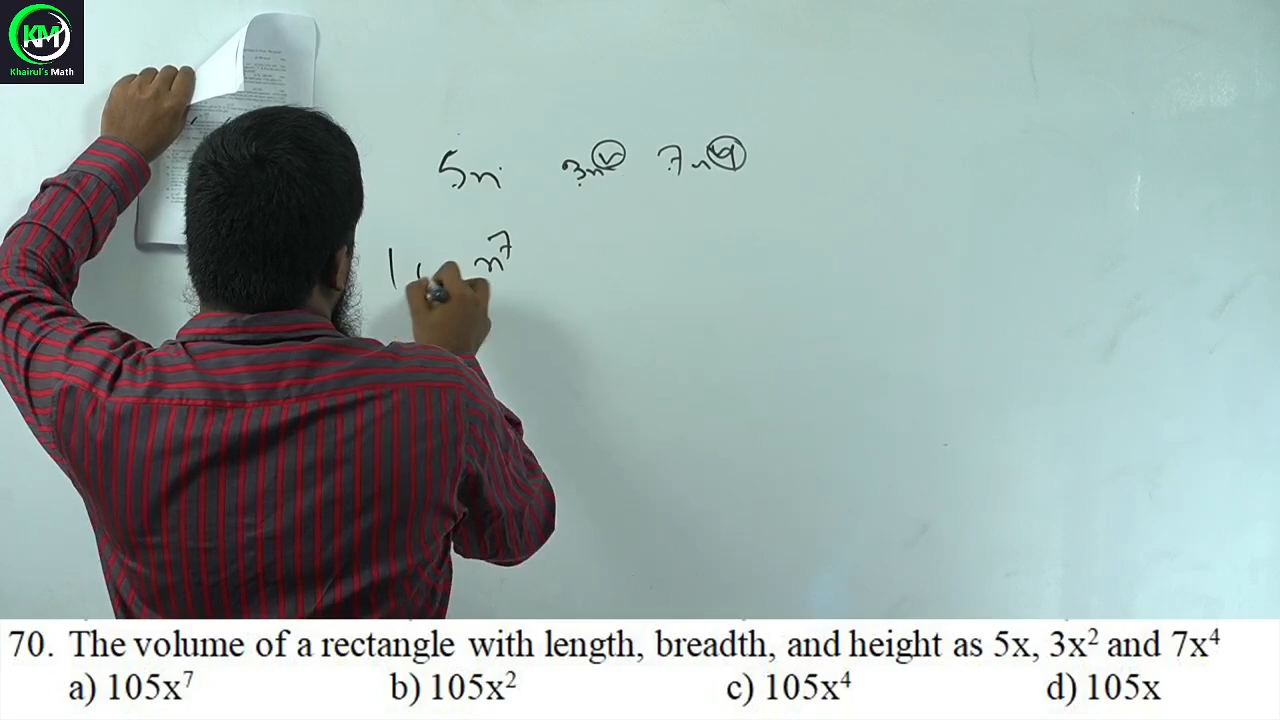 KM
Khairul's Math
5x 3x² 7x⁴
x⁷
70. The volume of a rectangle with length, breadth, and height as 5x, 3x² and 7x⁴
a) 105x⁷ b) 105x² c) 105x⁴ d) 105x